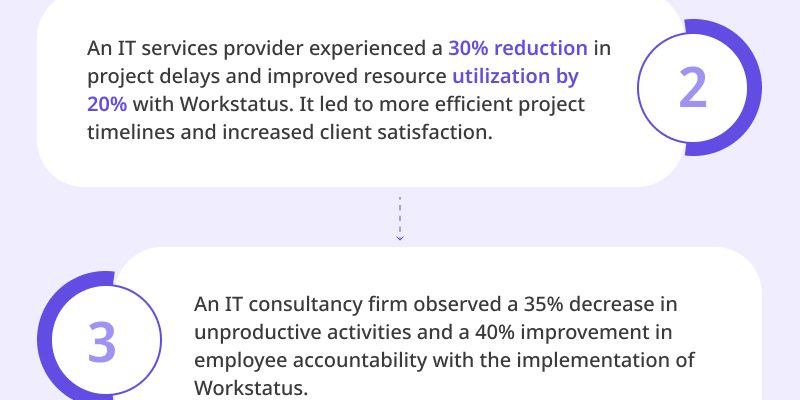 An IT services provider experienced a 30% reduction in
project delays and improved resource utilization by
20% with Workstatus. It led to more efficient project
timelines and increased client satisfaction.
2
3
An IT consultancy firm observed a 35% decrease in
unproductive activities and a 40% improvement in
employee accountability with the implementation of
Workstatus.